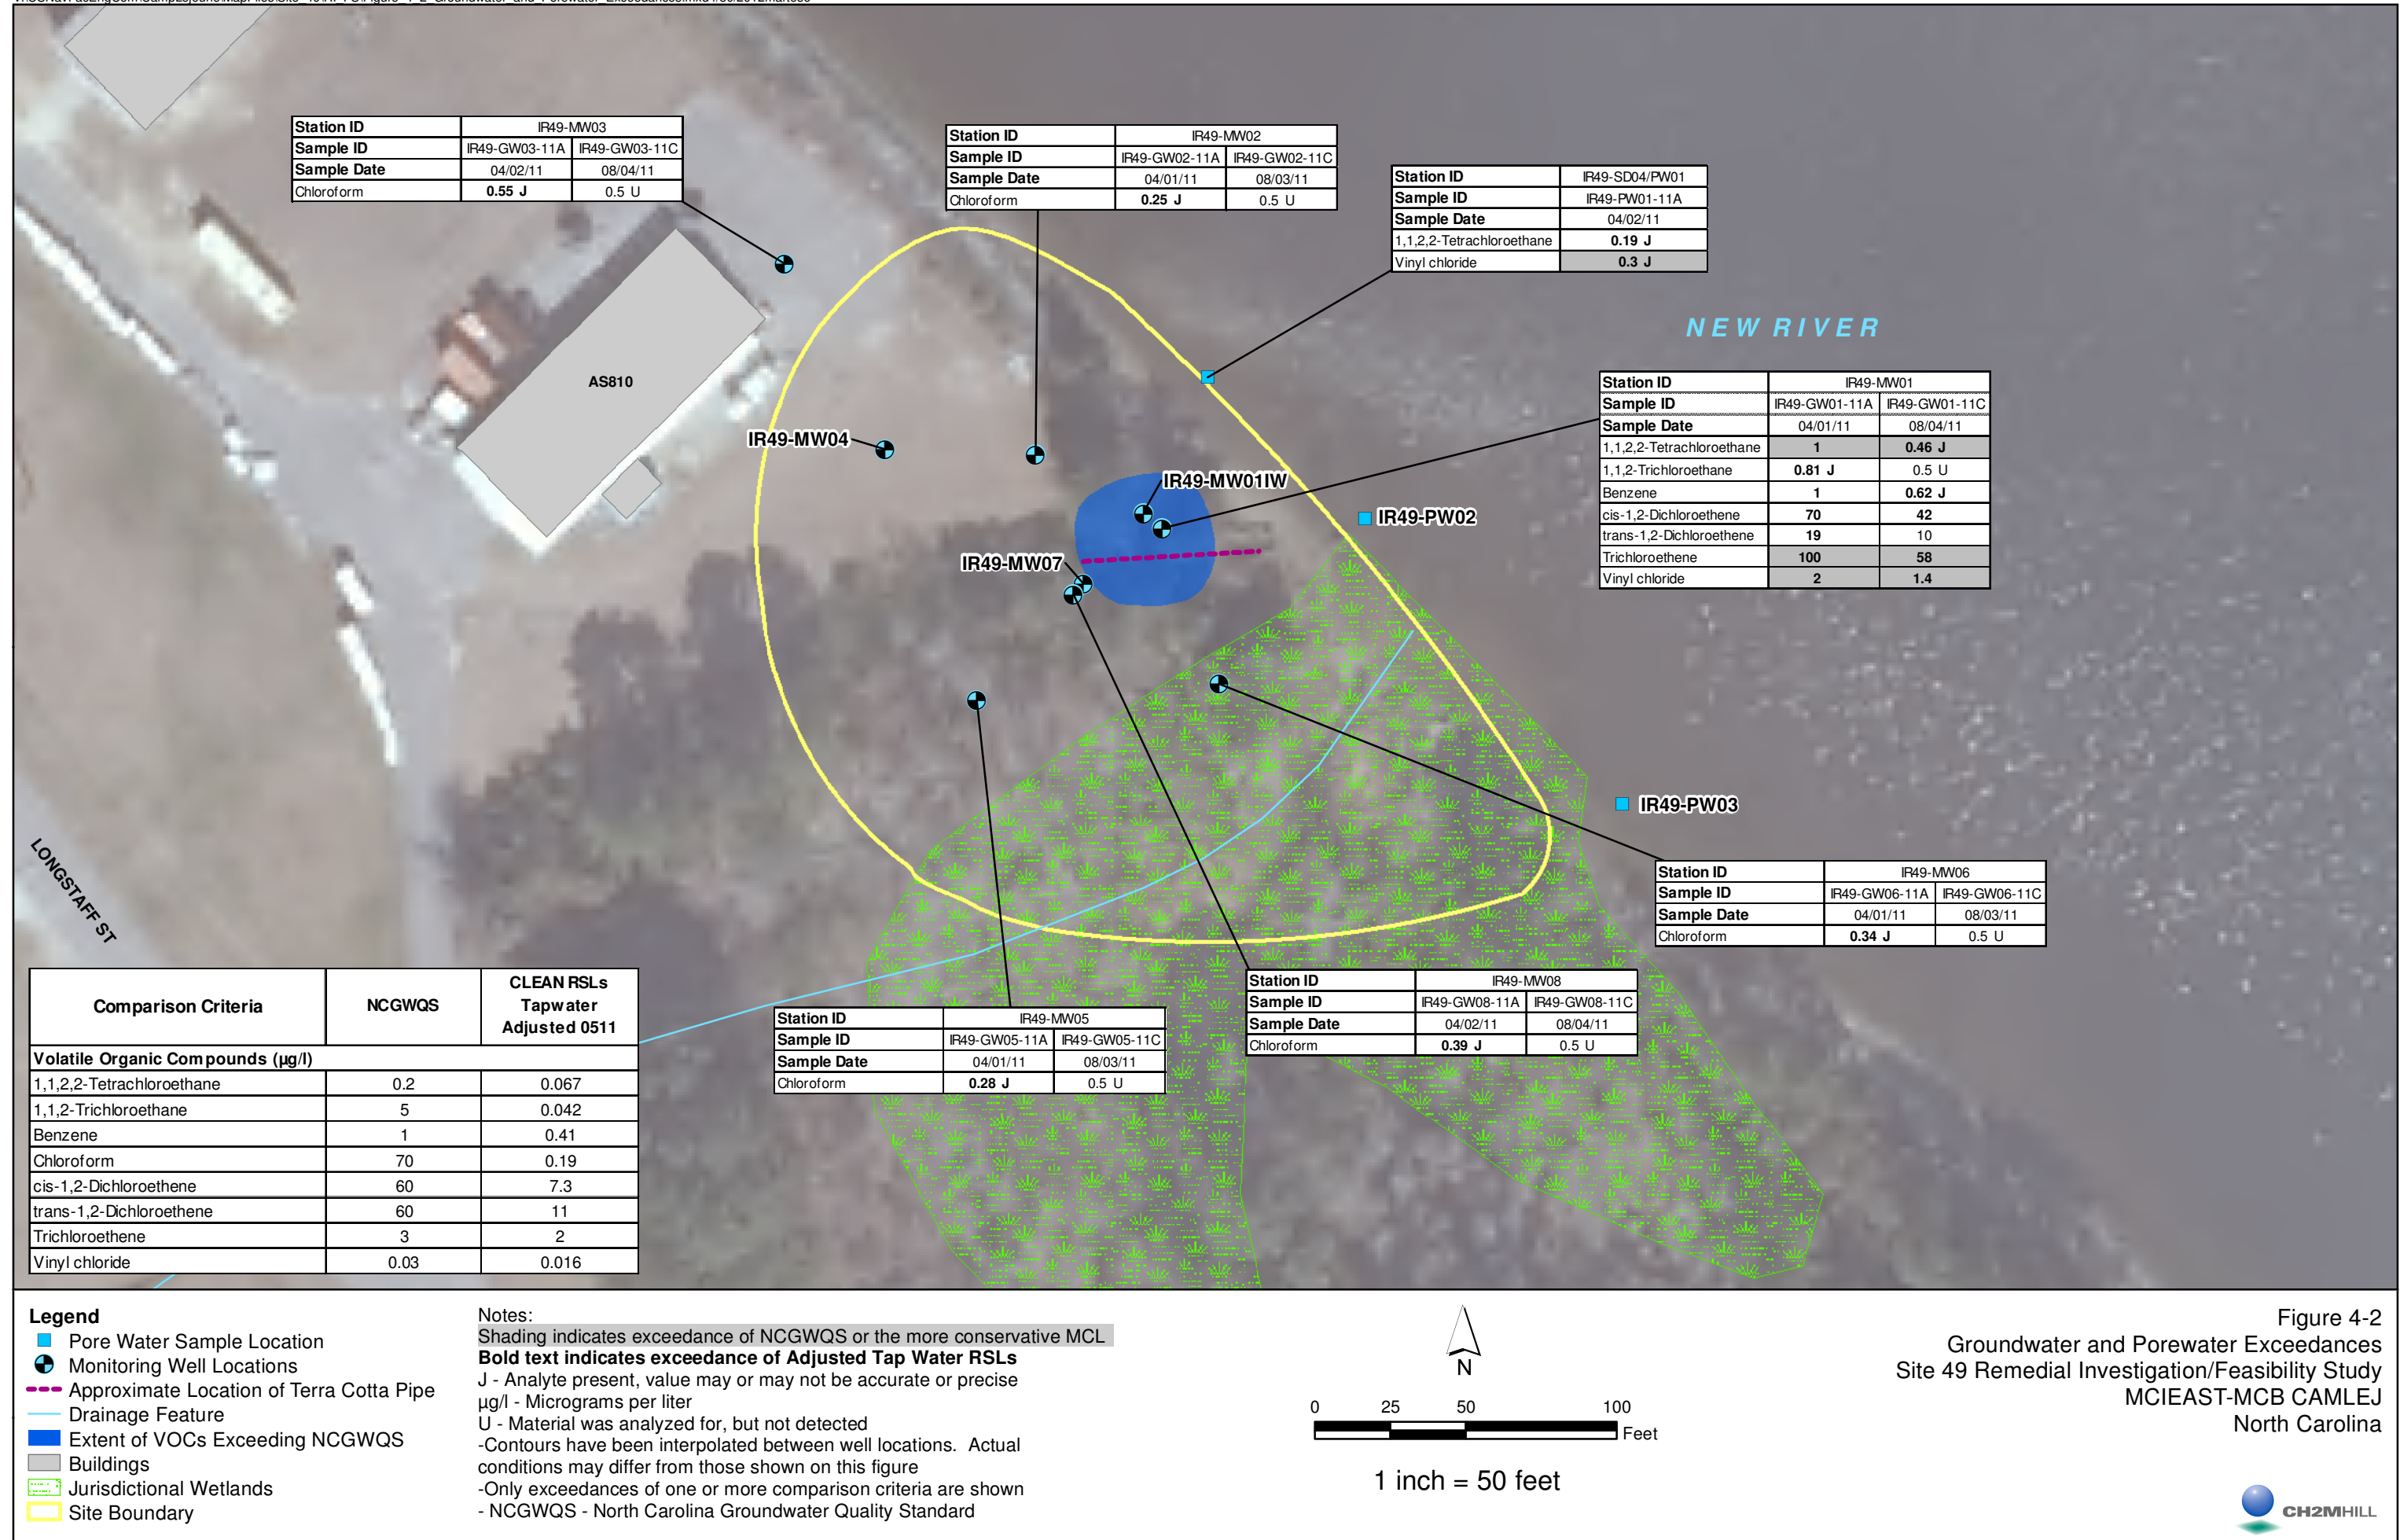 Station ID IR49-MW03
Sample ID IR49-GW03-11A IR49-GW03-11C
Sample Date 04/02/11 08/04/11
Chloroform 0.55 J 0.5 U
Station ID IR49-MW02
Sample ID IR49-GW02-11A IR49-GW02-11C
Sample Date 04/01/11 08/03/11
Chloroform 0.25 J 0.5 U
Station ID IR49-SD04/PW01
Sample ID IR49-PW01-11A
Sample Date 04/02/11
1,1,2,2-Tetrachloroethane 0.19 J
Vinyl chloride 0.3 J
NEW RIVER
Station ID IR49-MW01
Sample ID IR49-GW01-11A IR49-GW01-11C
Sample Date 04/01/11 08/04/11
1,1,2,2-Tetrachloroethane 1 0.46 J
1,1,2-Trichloroethane 0.81 J 0.5 U
Benzene 1 0.62 J
cis-1,2-Dichloroethene 70 42
trans-1,2-Dichloroethene 19 10
Trichloroethene 100 58
Vinyl chloride 2 1.4
AS810
IR49-MW04
IR49-MW01IW
IR49-PW02
IR49-MW07
IR49-PW03
LONGSTAFF ST
Station ID IR49-MW06
Sample ID IR49-GW06-11A IR49-GW06-11C
Sample Date 04/01/11 08/03/11
Chloroform 0.34 J 0.5 U
Station ID IR49-MW08
Sample ID IR49-GW08-11A IR49-GW08-11C
Sample Date 04/02/11 08/04/11
Chloroform 0.39 J 0.5 U
Station ID IR49-MW05
Sample ID IR49-GW05-11A IR49-GW05-11C
Sample Date 04/01/11 08/03/11
Chloroform 0.28 J 0.5 U
Comparison Criteria NCGWQS CLEAN RSLs
Tapwater
Adjusted 0511
Volatile Organic Compounds (µg/l)
1,1,2,2-Tetrachloroethane 0.2 0.067
1,1,2-Trichloroethane 5 0.042
Benzene 1 0.41
Chloroform 70 0.19
cis-1,2-Dichloroethene 60 7.3
trans-1,2-Dichloroethene 60 11
Trichloroethene 3 2
Vinyl chloride 0.03 0.016
Legend
Pore Water Sample Location
Monitoring Well Locations
Approximate Location of Terra Cotta Pipe
Drainage Feature
Extent of VOCs Exceeding NCGWQS
Buildings
Jurisdictional Wetlands
Site Boundary
Notes:
Shading indicates exceedance of NCGWQS or the more conservative MCL
Bold text indicates exceedance of Adjusted Tap Water RSLs
J - Analyte present, value may or may not be accurate or precise
µg/l - Micrograms per liter
U - Material was analyzed for, but not detected
-Contours have been interpolated between well locations. Actual
conditions may differ from those shown on this figure
-Only exceedances of one or more comparison criteria are shown
- NCGWQS - North Carolina Groundwater Quality Standard
N
0 25 50 100
Feet
1 inch = 50 feet
Figure 4-2
Groundwater and Porewater Exceedances
Site 49 Remedial Investigation/Feasibility Study
MCIEAST-MCB CAMLEJ
North Carolina
CH2MHILL